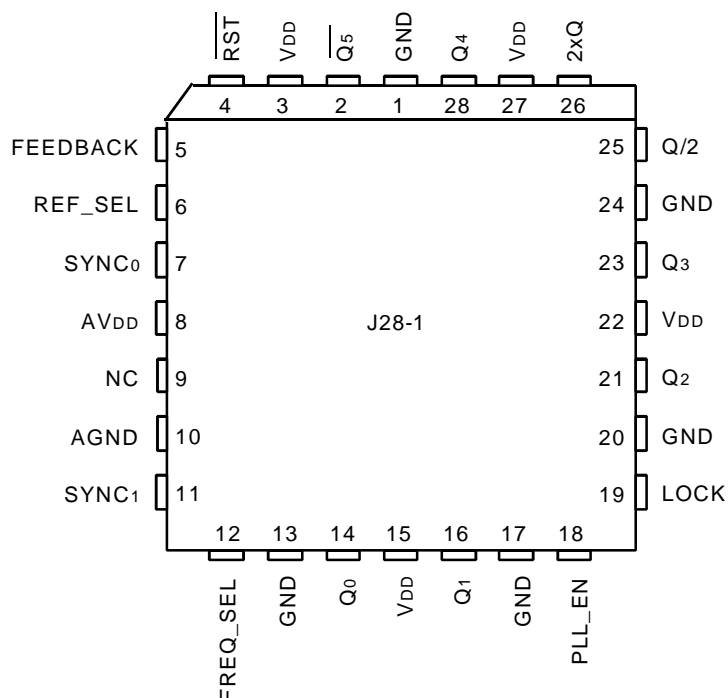 R̅S̅T̅ VDD Q̅5 GND Q4 VDD 2xQ
4 3 2 1 28 27 26
FEEDBACK 5 25 Q/2
REF_SEL 6 24 GND
SYNC0 7 23 Q3
AVDD 8 J28-1 22 VDD
NC 9 21 Q2
AGND 10 20 GND
SYNC1 11 19 LOCK
12 13 14 15 16 17 18
FREQ_SEL GND Q0 VDD Q1 GND PLL_EN